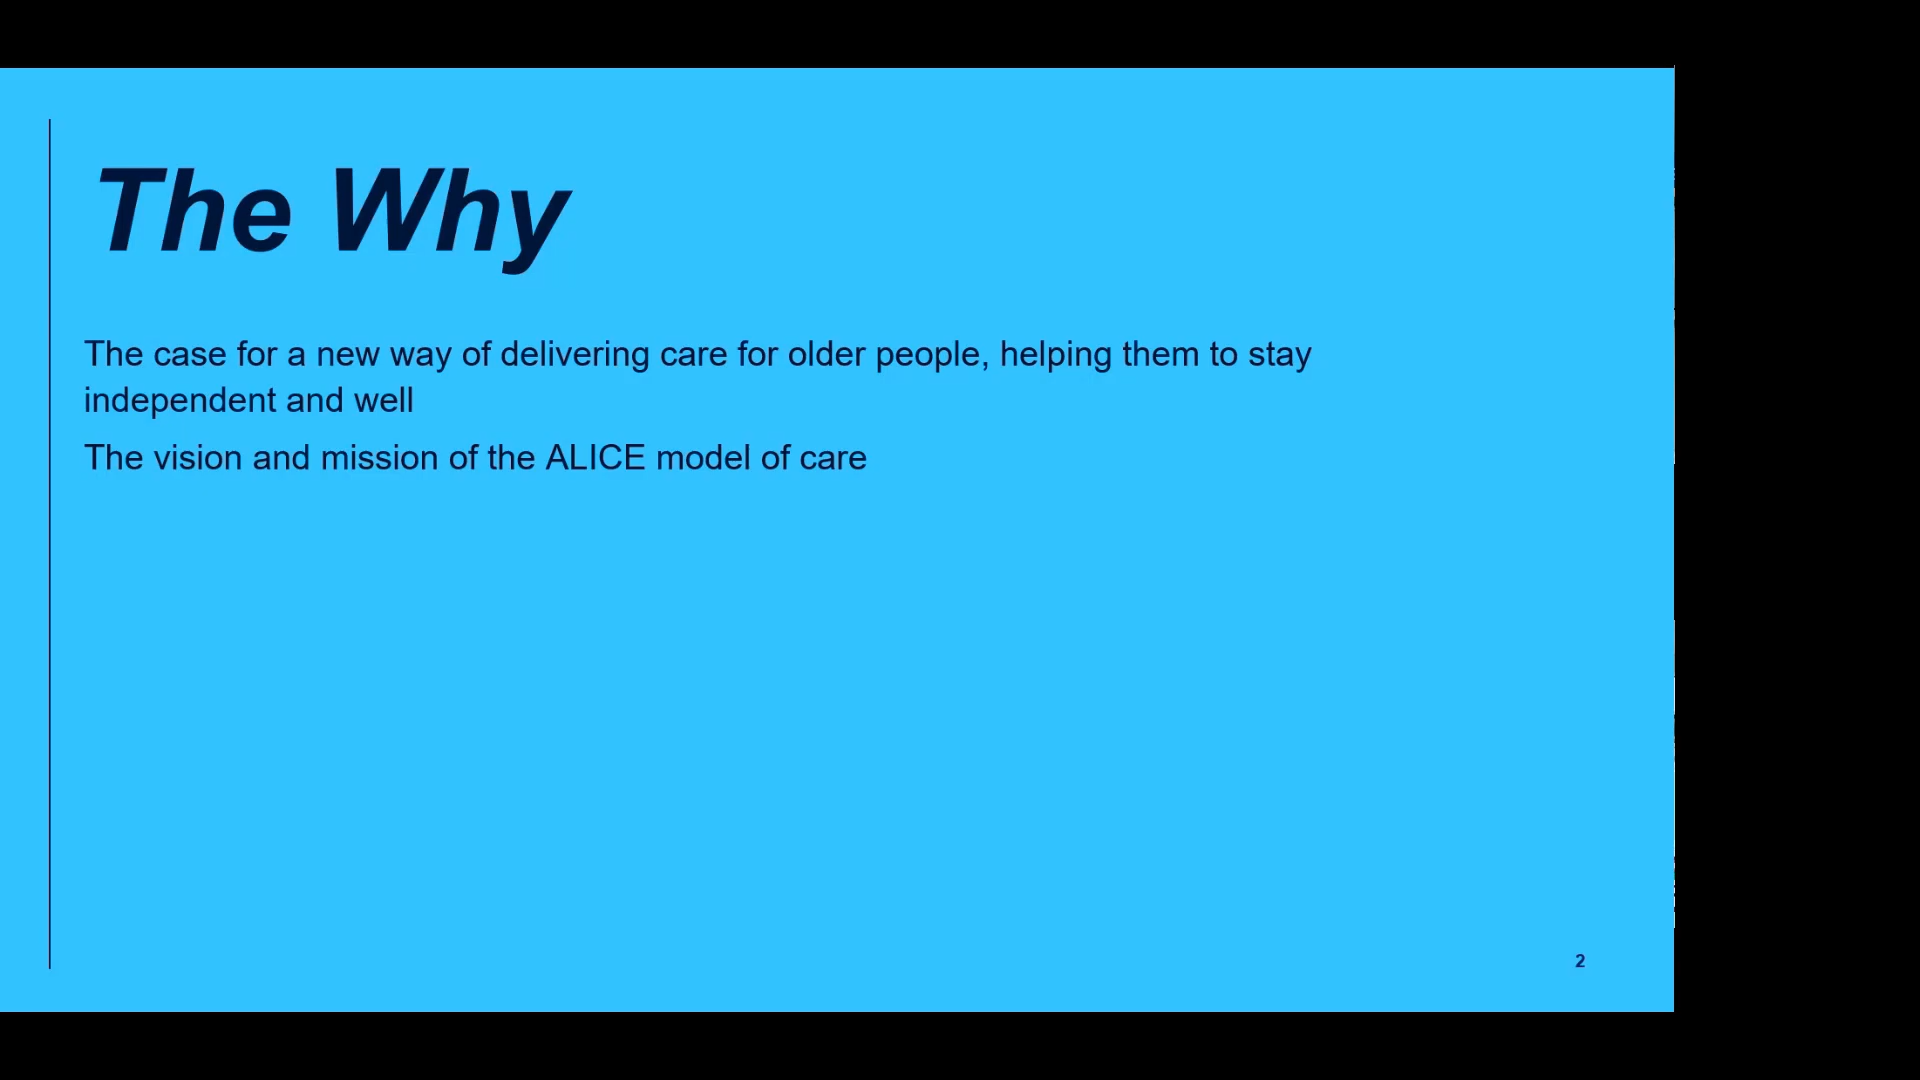 The Why
The case for a new way of delivering care for older people, helping them to stay
independent and well
The vision and mission of the ALICE model of care
2